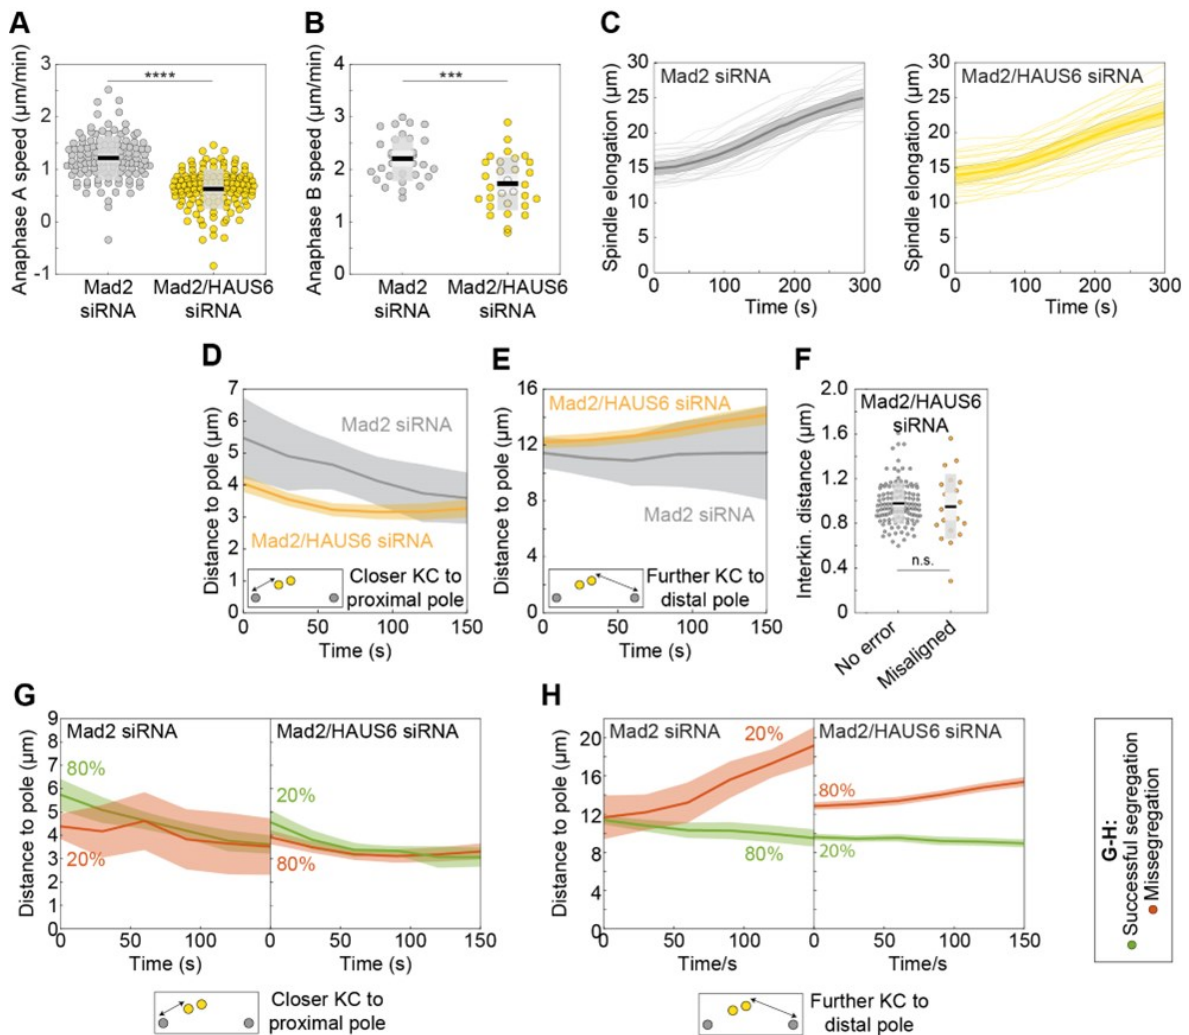 A
Anaphase A speed (μm/min)
3
2
1
0
-1
****
Mad2
siRNA
Mad2/HAUS6
siRNA
B
Anaphase B speed (μm/min)
4
3
2
1
0
***
Mad2
siRNA
Mad2/HAUS6
siRNA
C
Spindle elongation (μm)
30
25
20
15
10
5
0
Mad2 siRNA
0 100 200 300
Time (s)
Spindle elongation (μm)
30
25
20
15
10
5
0
Mad2/HAUS6 siRNA
0 100 200 300
Time (s)
D
Distance to pole (μm)
7
6
5
4
3
2
1
0
Mad2 siRNA
Mad2/HAUS6 siRNA
Closer KC to
proximal pole
0 50 100 150
Time (s)
E
Distance to pole (μm)
16
12
8
4
0
Mad2/HAUS6 siRNA
Mad2 siRNA
Further KC to
distal pole
0 50 100 150
Time (s)
F
Interkin. distance (μm)
2.0
1.6
1.2
0.8
0.4
0
Mad2/HAUS6
siRNA
n.s.
No error
Misaligned
G
Distance to pole (μm)
9
8
7
6
5
4
3
2
1
0
Mad2 siRNA
80%
20%
Mad2/HAUS6 siRNA
20%
80%
0 50 100 0 50 100 150
Time (s)
Time (s)
Closer KC to
proximal pole
H
Distance to pole (μm)
20
16
12
8
4
0
Mad2 siRNA
20%
80%
Mad2/HAUS6 siRNA
80%
20%
0 50 100 0 50 100 150
Time/s
Time/s
Further KC to
distal pole
G-H:
Successful segregation
Missegregation